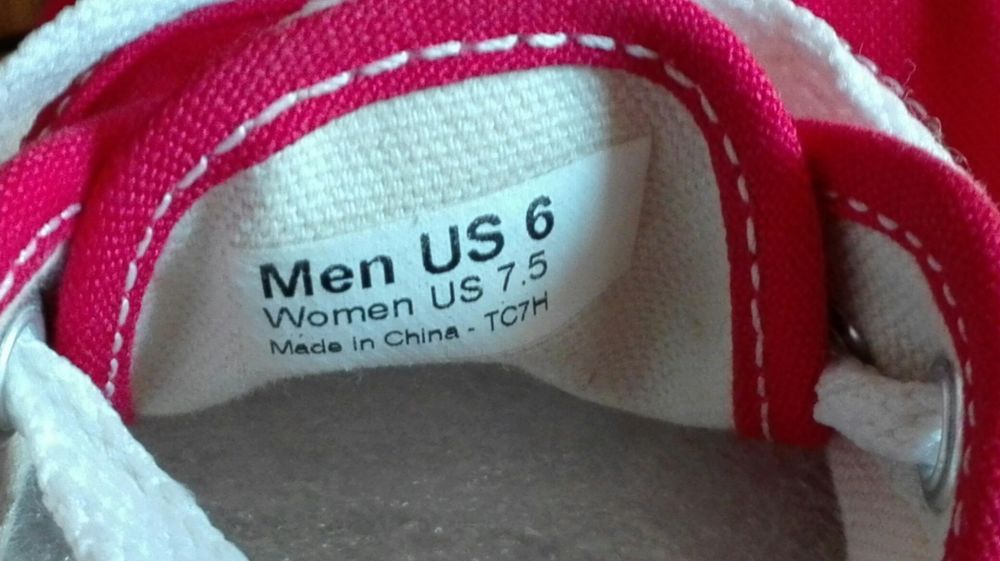 Men US 6
Women US 7.5
Made in China - TC7H